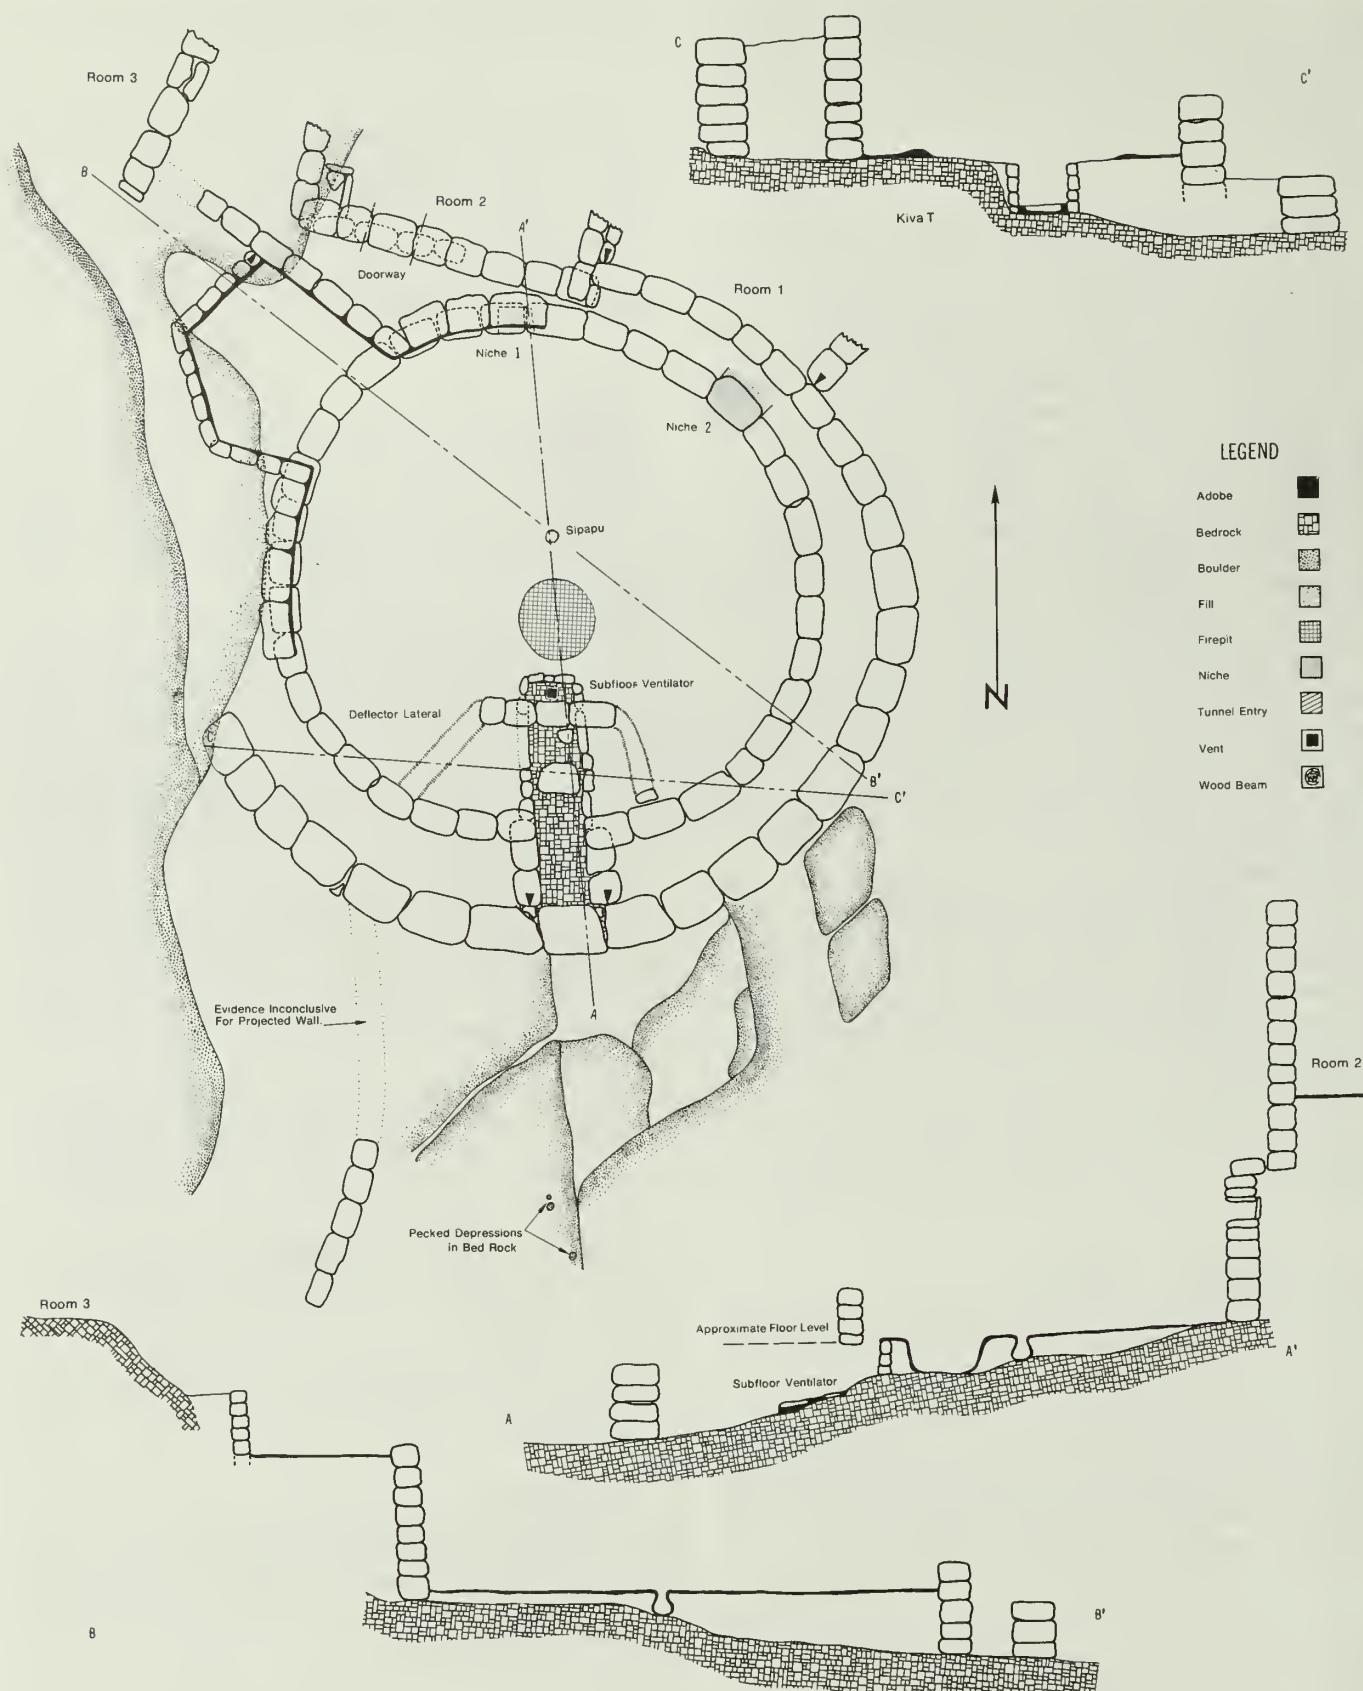 C
C'
Room 3
B
Room 2
A'
Kiva T
Doorway
Room 1
Niche 1
Niche 2
LEGEND
Adobe
Bedrock
Boulder
Fill
Firepit
Niche
Tunnel Entry
Vent
Wood Beam
Sipapu
N
Subfloor Ventilator
Deflector Lateral
C
B'
C'
Evidence Inconclusive
For Projected Wall.
A
Room 2
Pecked Depressions
in Bed Rock
Room 3
Approximate Floor Level
A'
Subfloor Ventilator
A
B
B'